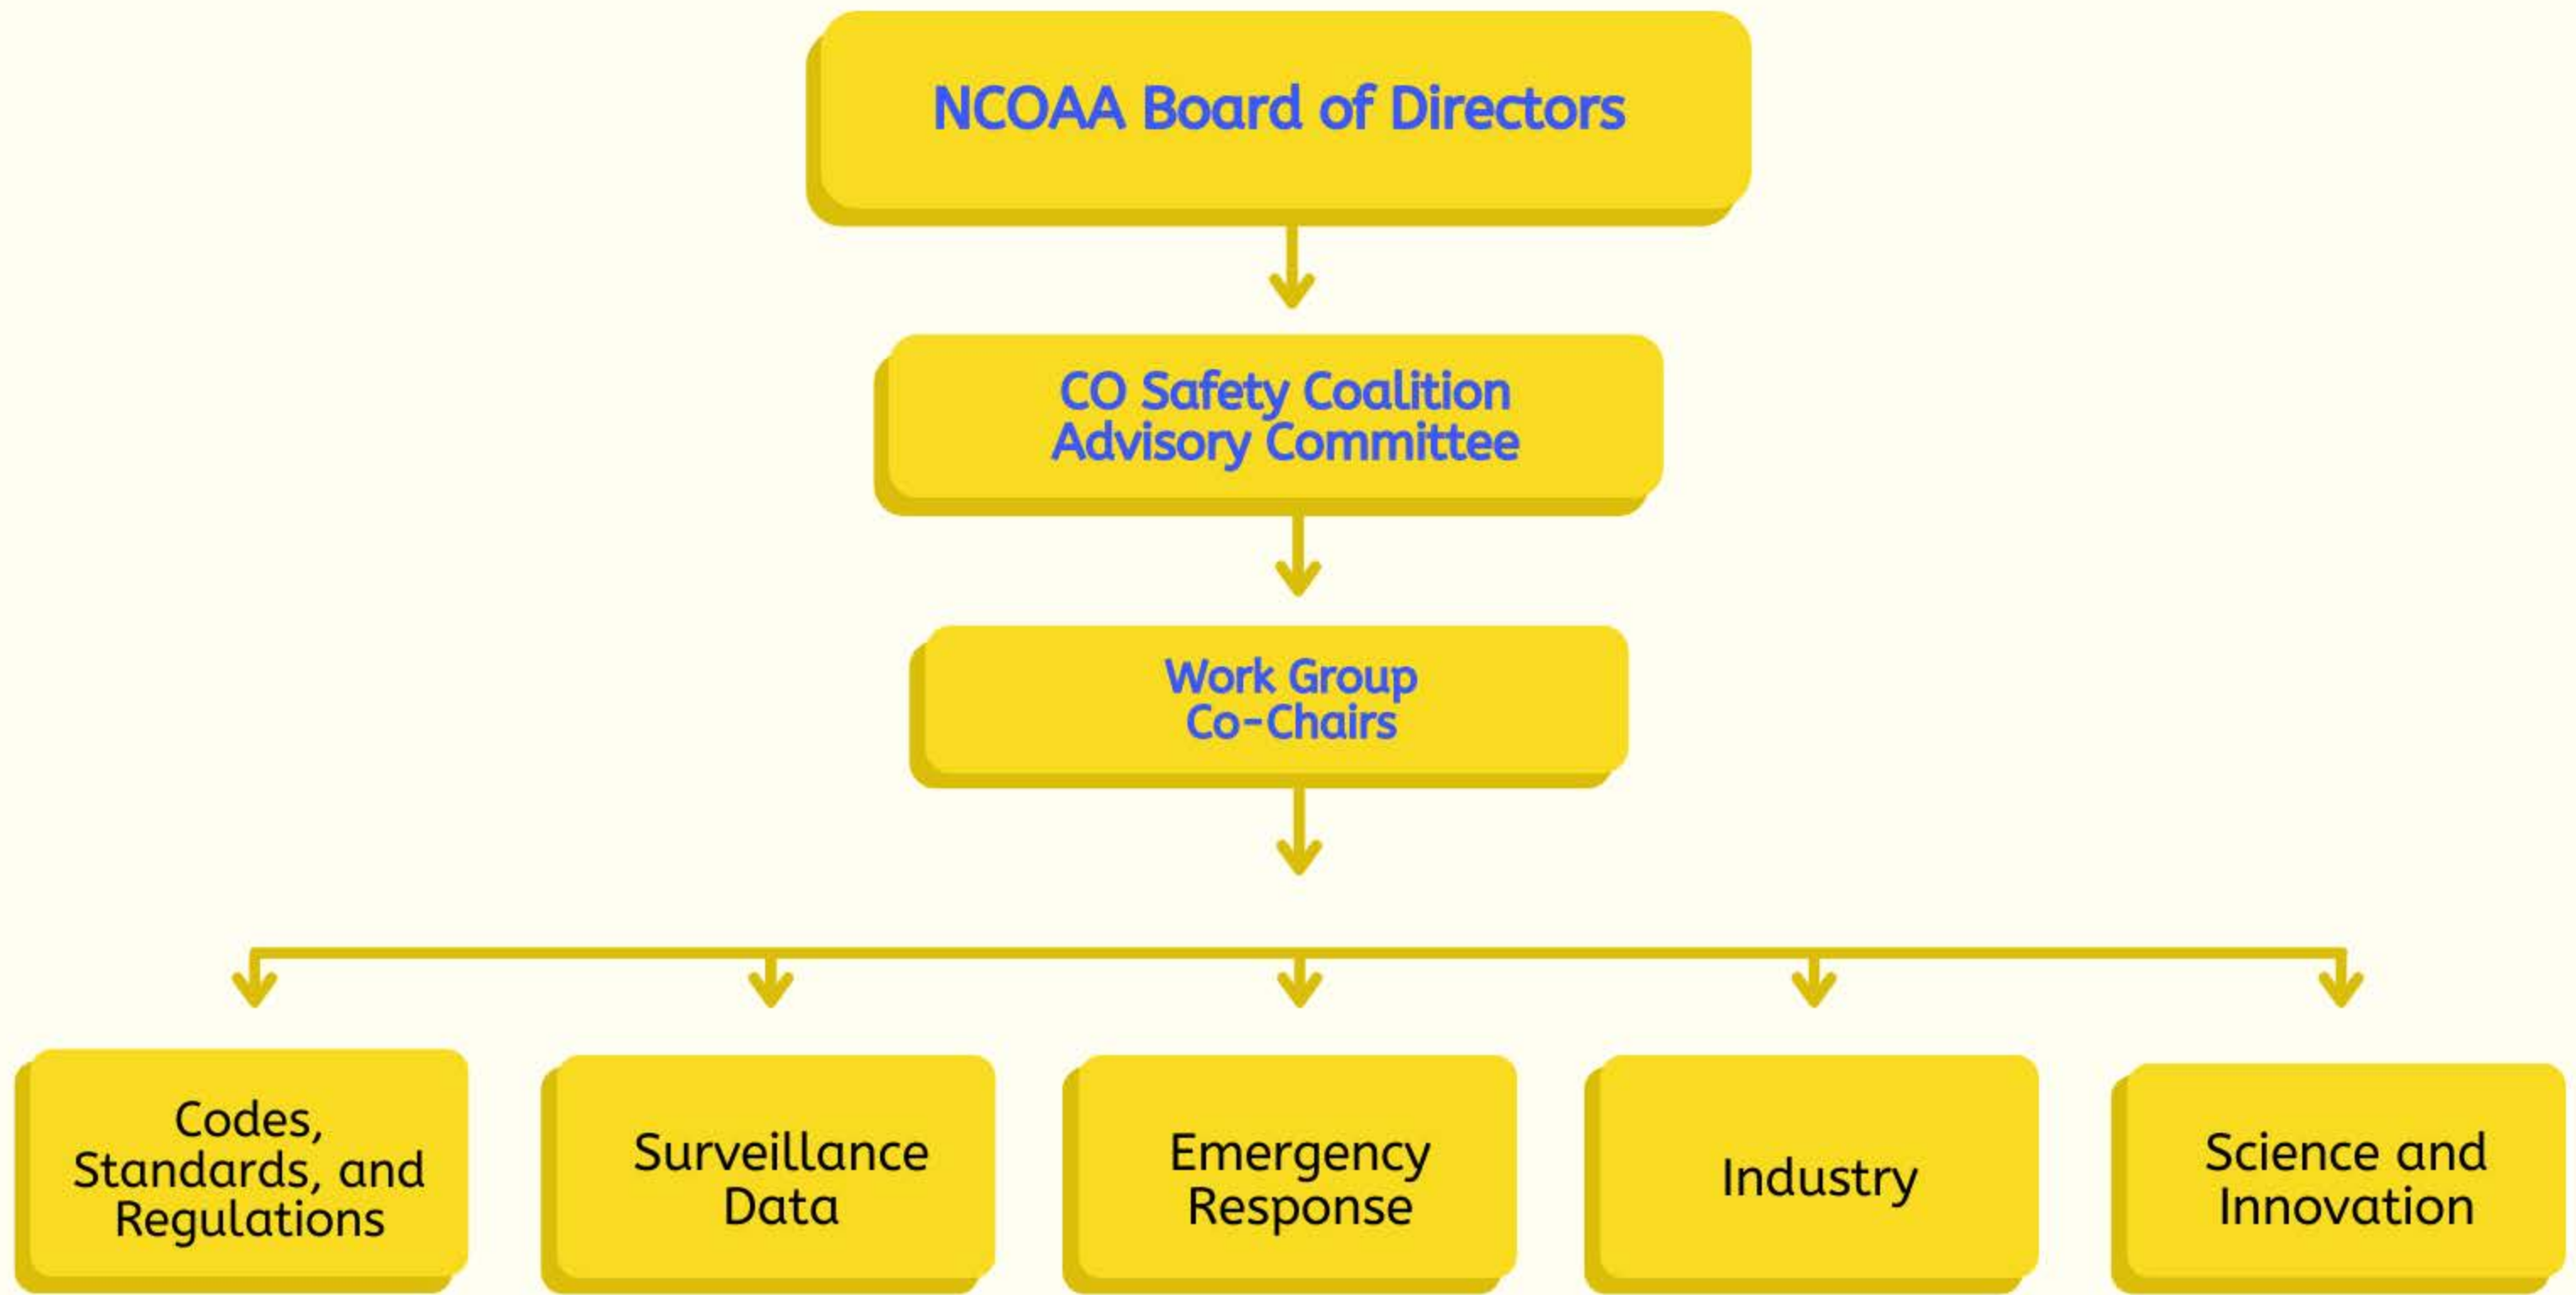 NCOAA Board of Directors
CO Safety Coalition
Advisory Committee
Work Group
Co-Chairs
Codes,
Standards, and
Regulations
Surveillance
Data
Emergency
Response
Industry
Science and
Innovation